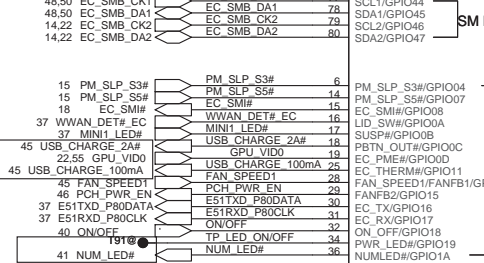 48,50 EC_SMB_CK1 SCL1/GPIO44
48,50 EC_SMB_DA1 EC_SMB_DA1 78 SDA1/GPIO45
14,22 EC_SMB_CK2 EC_SMB_CK2 79 SCL2/GPIO46 SM
14,22 EC_SMB_DA2 EC_SMB_DA2 80 SDA2/GPIO47
15 PM_SLP_S3# PM_SLP_S3# 6 PM_SLP_S3#/GPIO04
15 PM_SLP_S5# PM_SLP_S5# 14 PM_SLP_S5#/GPIO07
18 EC_SMI# EC_SMI# 15 EC_SMI#/GPIO08
37 WWAN_DET#_EC WWAN_DET#_EC 16 LID_SW#/GPIO0A
37 MINI1_LED# MINI1_LED# 17 SUSP#/GPIO0B
45 USB_CHARGE_2A# USB_CHARGE_2A# 18 PBTN_OUT#/GPIO0C
22,55 GPU_VID0 GPU_VID0 19 EC_PME#/GPIO0D
45 USB_CHARGE_100mA USB_CHARGE_100mA 25 EC_THERM#/GPIO11
45 FAN_SPEED1 FAN_SPEED1 28 FAN_SPEED1/FANFB1/GP
46 PCH_PWR_EN PCH_PWR_EN 29 FANFB2/GPIO15
37 E51TXD_P80DATA E51TXD_P80DATA 30 EC_TX/GPIO16
37 E51RXD_P80CLK E51RXD_P80CLK 31 EC_RX/GPIO17
40 ON/OFF ON/OFF 32 ON_OFF/GPIO18
T91@ TP_LED_ON/OFF 34 PWR_LED#/GPIO19
41 NUM_LED# NUM_LED# 36 NUMLED#/GPIO1A